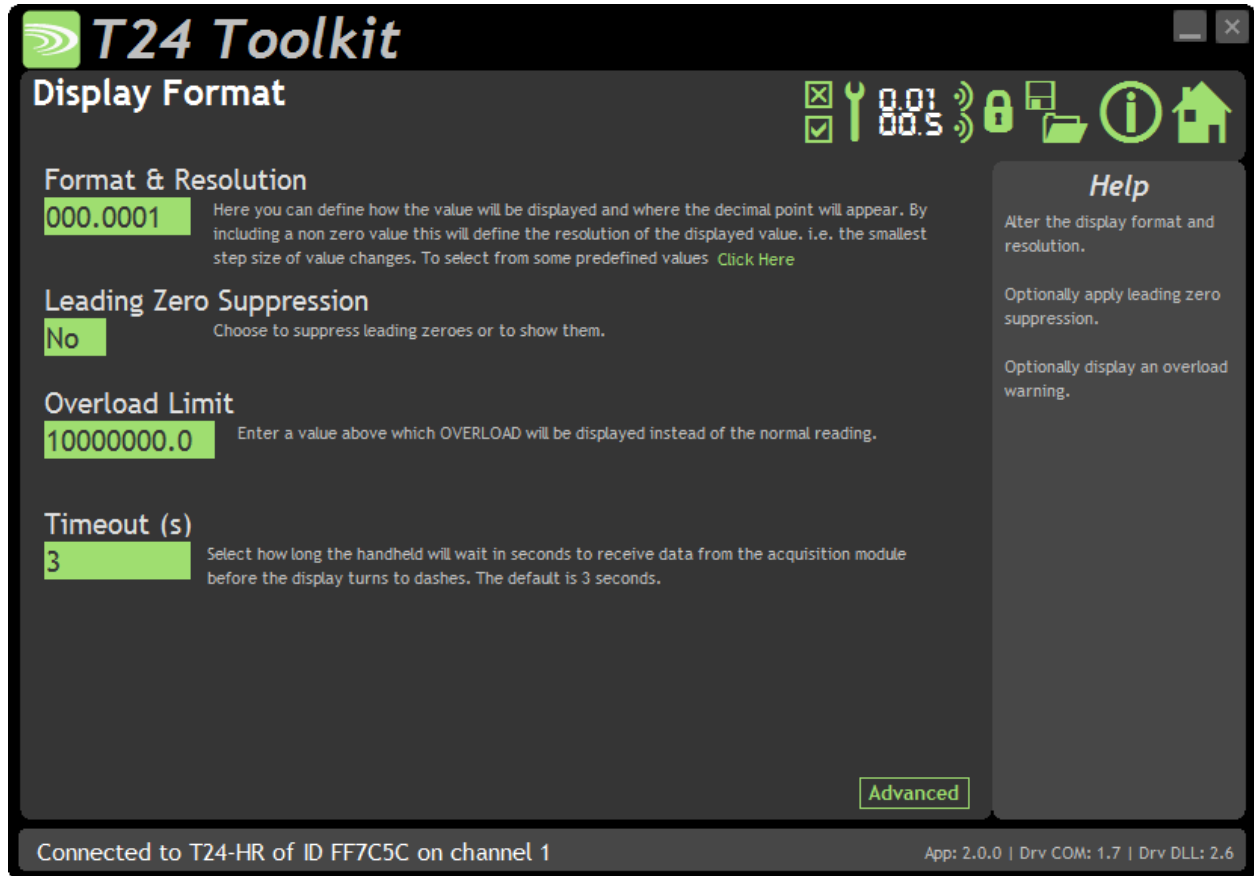 T24 Toolkit
Display Format
0.01
00.5
Format & Resolution
000.0001
Here you can define how the value will be displayed and where the decimal point will appear. By
including a non zero value this will define the resolution of the displayed value. i.e. the smallest
step size of value changes. To select from some predefined values Click Here
Leading Zero Suppression
No
Choose to suppress leading zeroes or to show them.
Overload Limit
10000000.0
Enter a value above which OVERLOAD will be displayed instead of the normal reading.
Timeout (s)
3
Select how long the handheld will wait in seconds to receive data from the acquisition module
before the display turns to dashes. The default is 3 seconds.
Advanced
Help
Alter the display format and
resolution.
Optionally apply leading zero
suppression.
Optionally display an overload
warning.
Connected to T24-HR of ID FF7C5C on channel 1
App: 2.0.0 | Drv COM: 1.7 | Drv DLL: 2.6